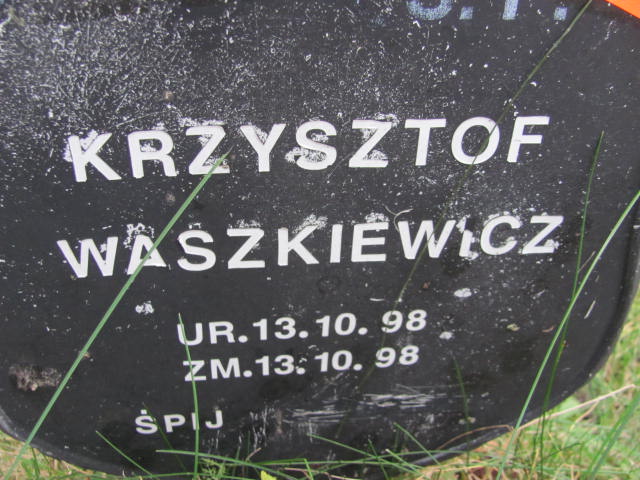 KRZYSZTOF
WASZKIEWICZ
UR.13.10.98
ZM.13.10.98
ŚPIJ